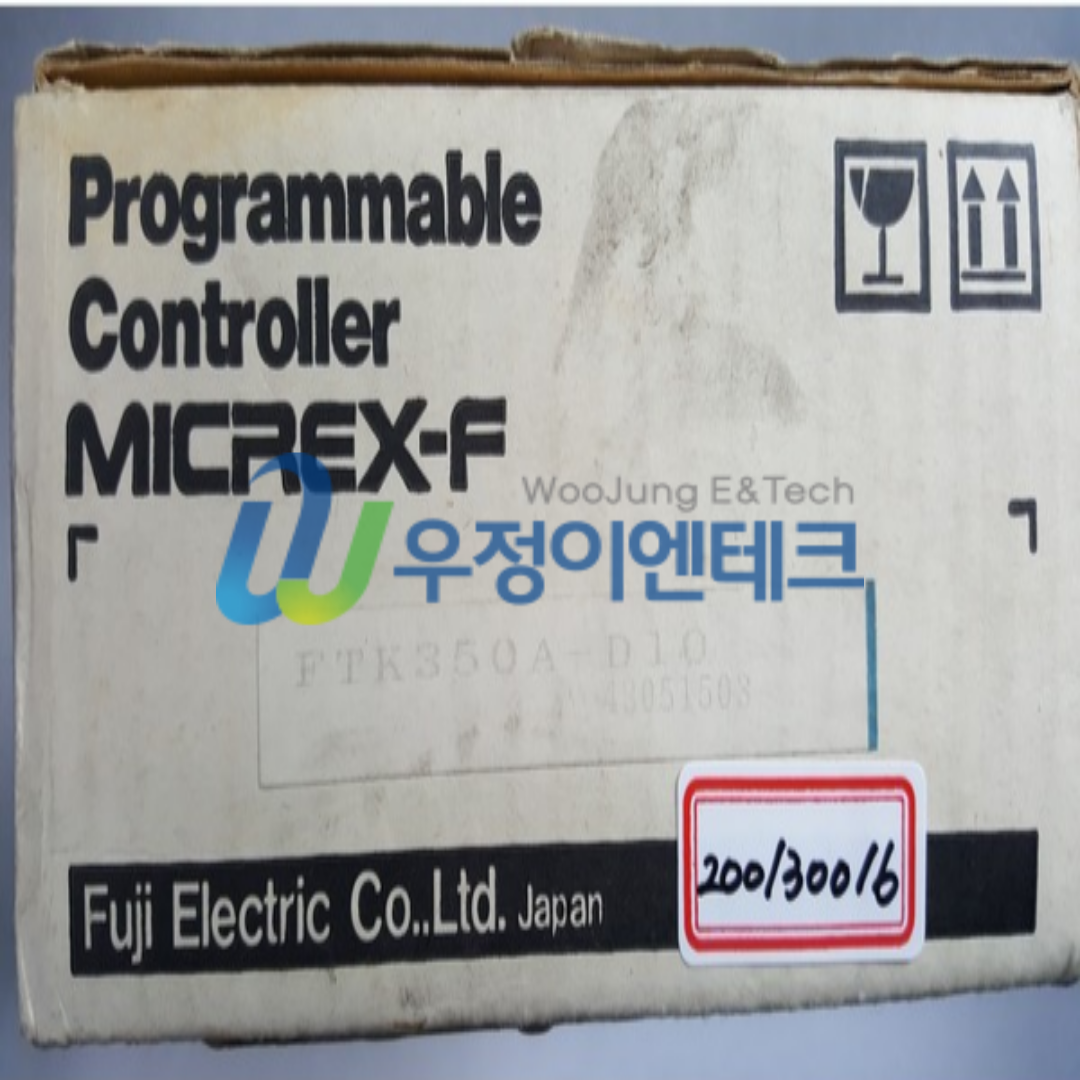 Programmable
Controller
MICREX-F
WooJung E&Tech
우정이엔테크
FTK350A-D10
48051503
200130016
Fuji Electric Co.,Ltd. Japan